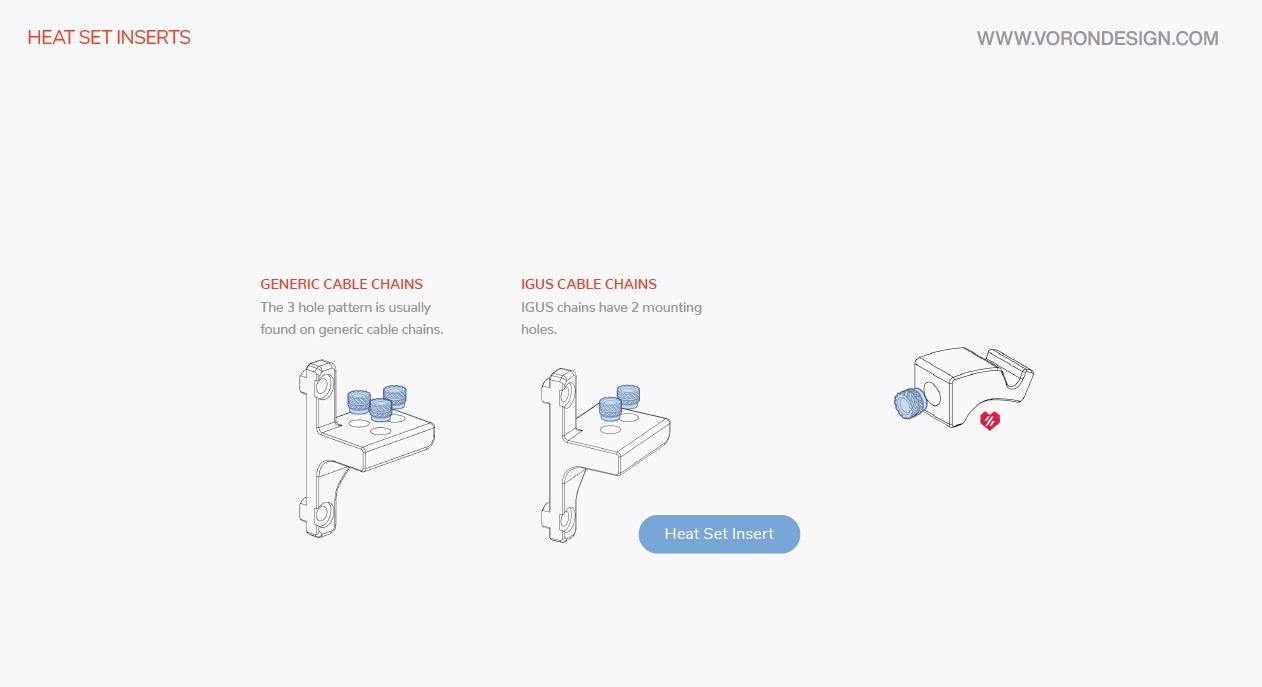 HEAT SET INSERTS
WWW.VORONDESIGN.COM
GENERIC CABLE CHAINS
The 3 hole pattern is usually
found on generic cable chains.
IGUS CABLE CHAINS
IGUS chains have 2 mounting
holes.
Heat Set Insert